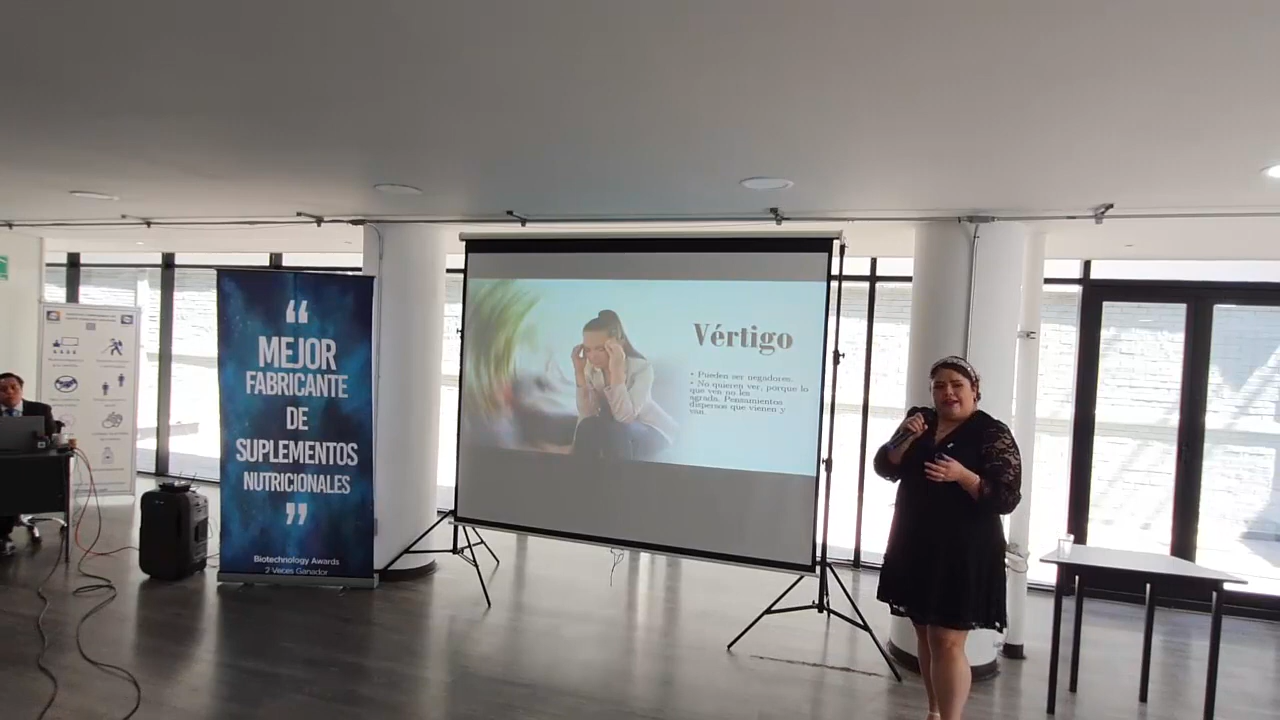 “
MEJOR
FABRICANTE
DE
SUPLEMENTOS
NUTRICIONALES
”
Biotechnology Awards
2 Veces Ganador
Vértigo
• Pueden ser negadores.
• No quieren ver, porque lo
que ven no les
agrada. Pensamientos
dispersos que vienen y
van.